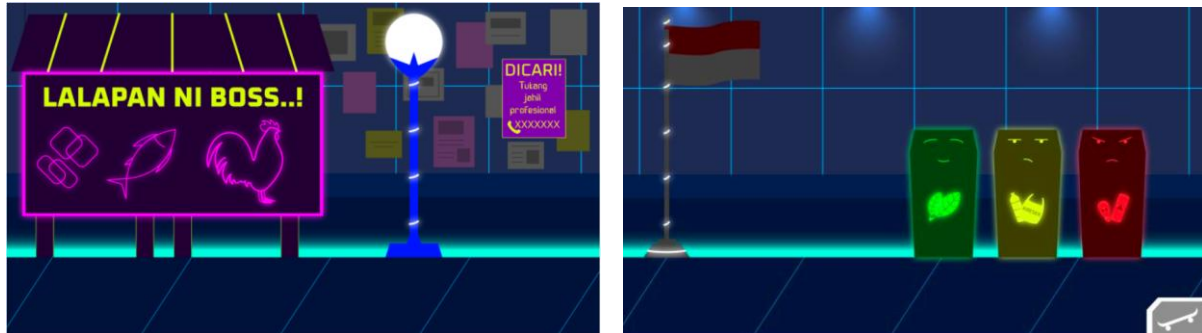 LALAPAN NI BOSS..!
DICARI!
Tukang
jahit
profesional
XXXXXXX